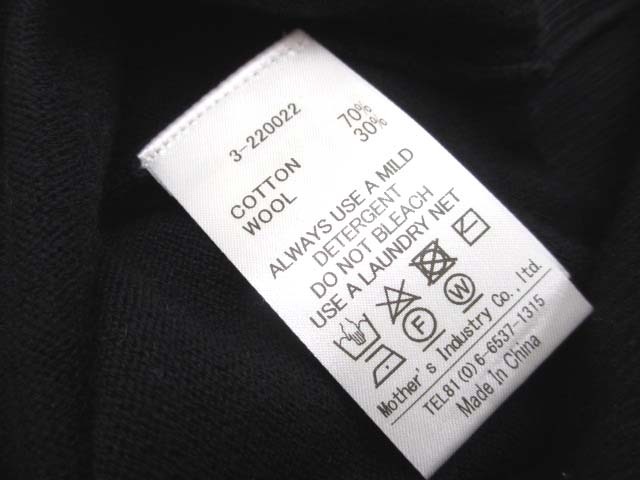 3-220022
COTTON 70%
WOOL 30%
ALWAYS USE A MILD
DETERGENT
DO NOT BLEACH
USE A LAUNDRY NET
F W
Mother's Industry Co.,ltd.
TEL81(0)6-6537-1315
Made In China